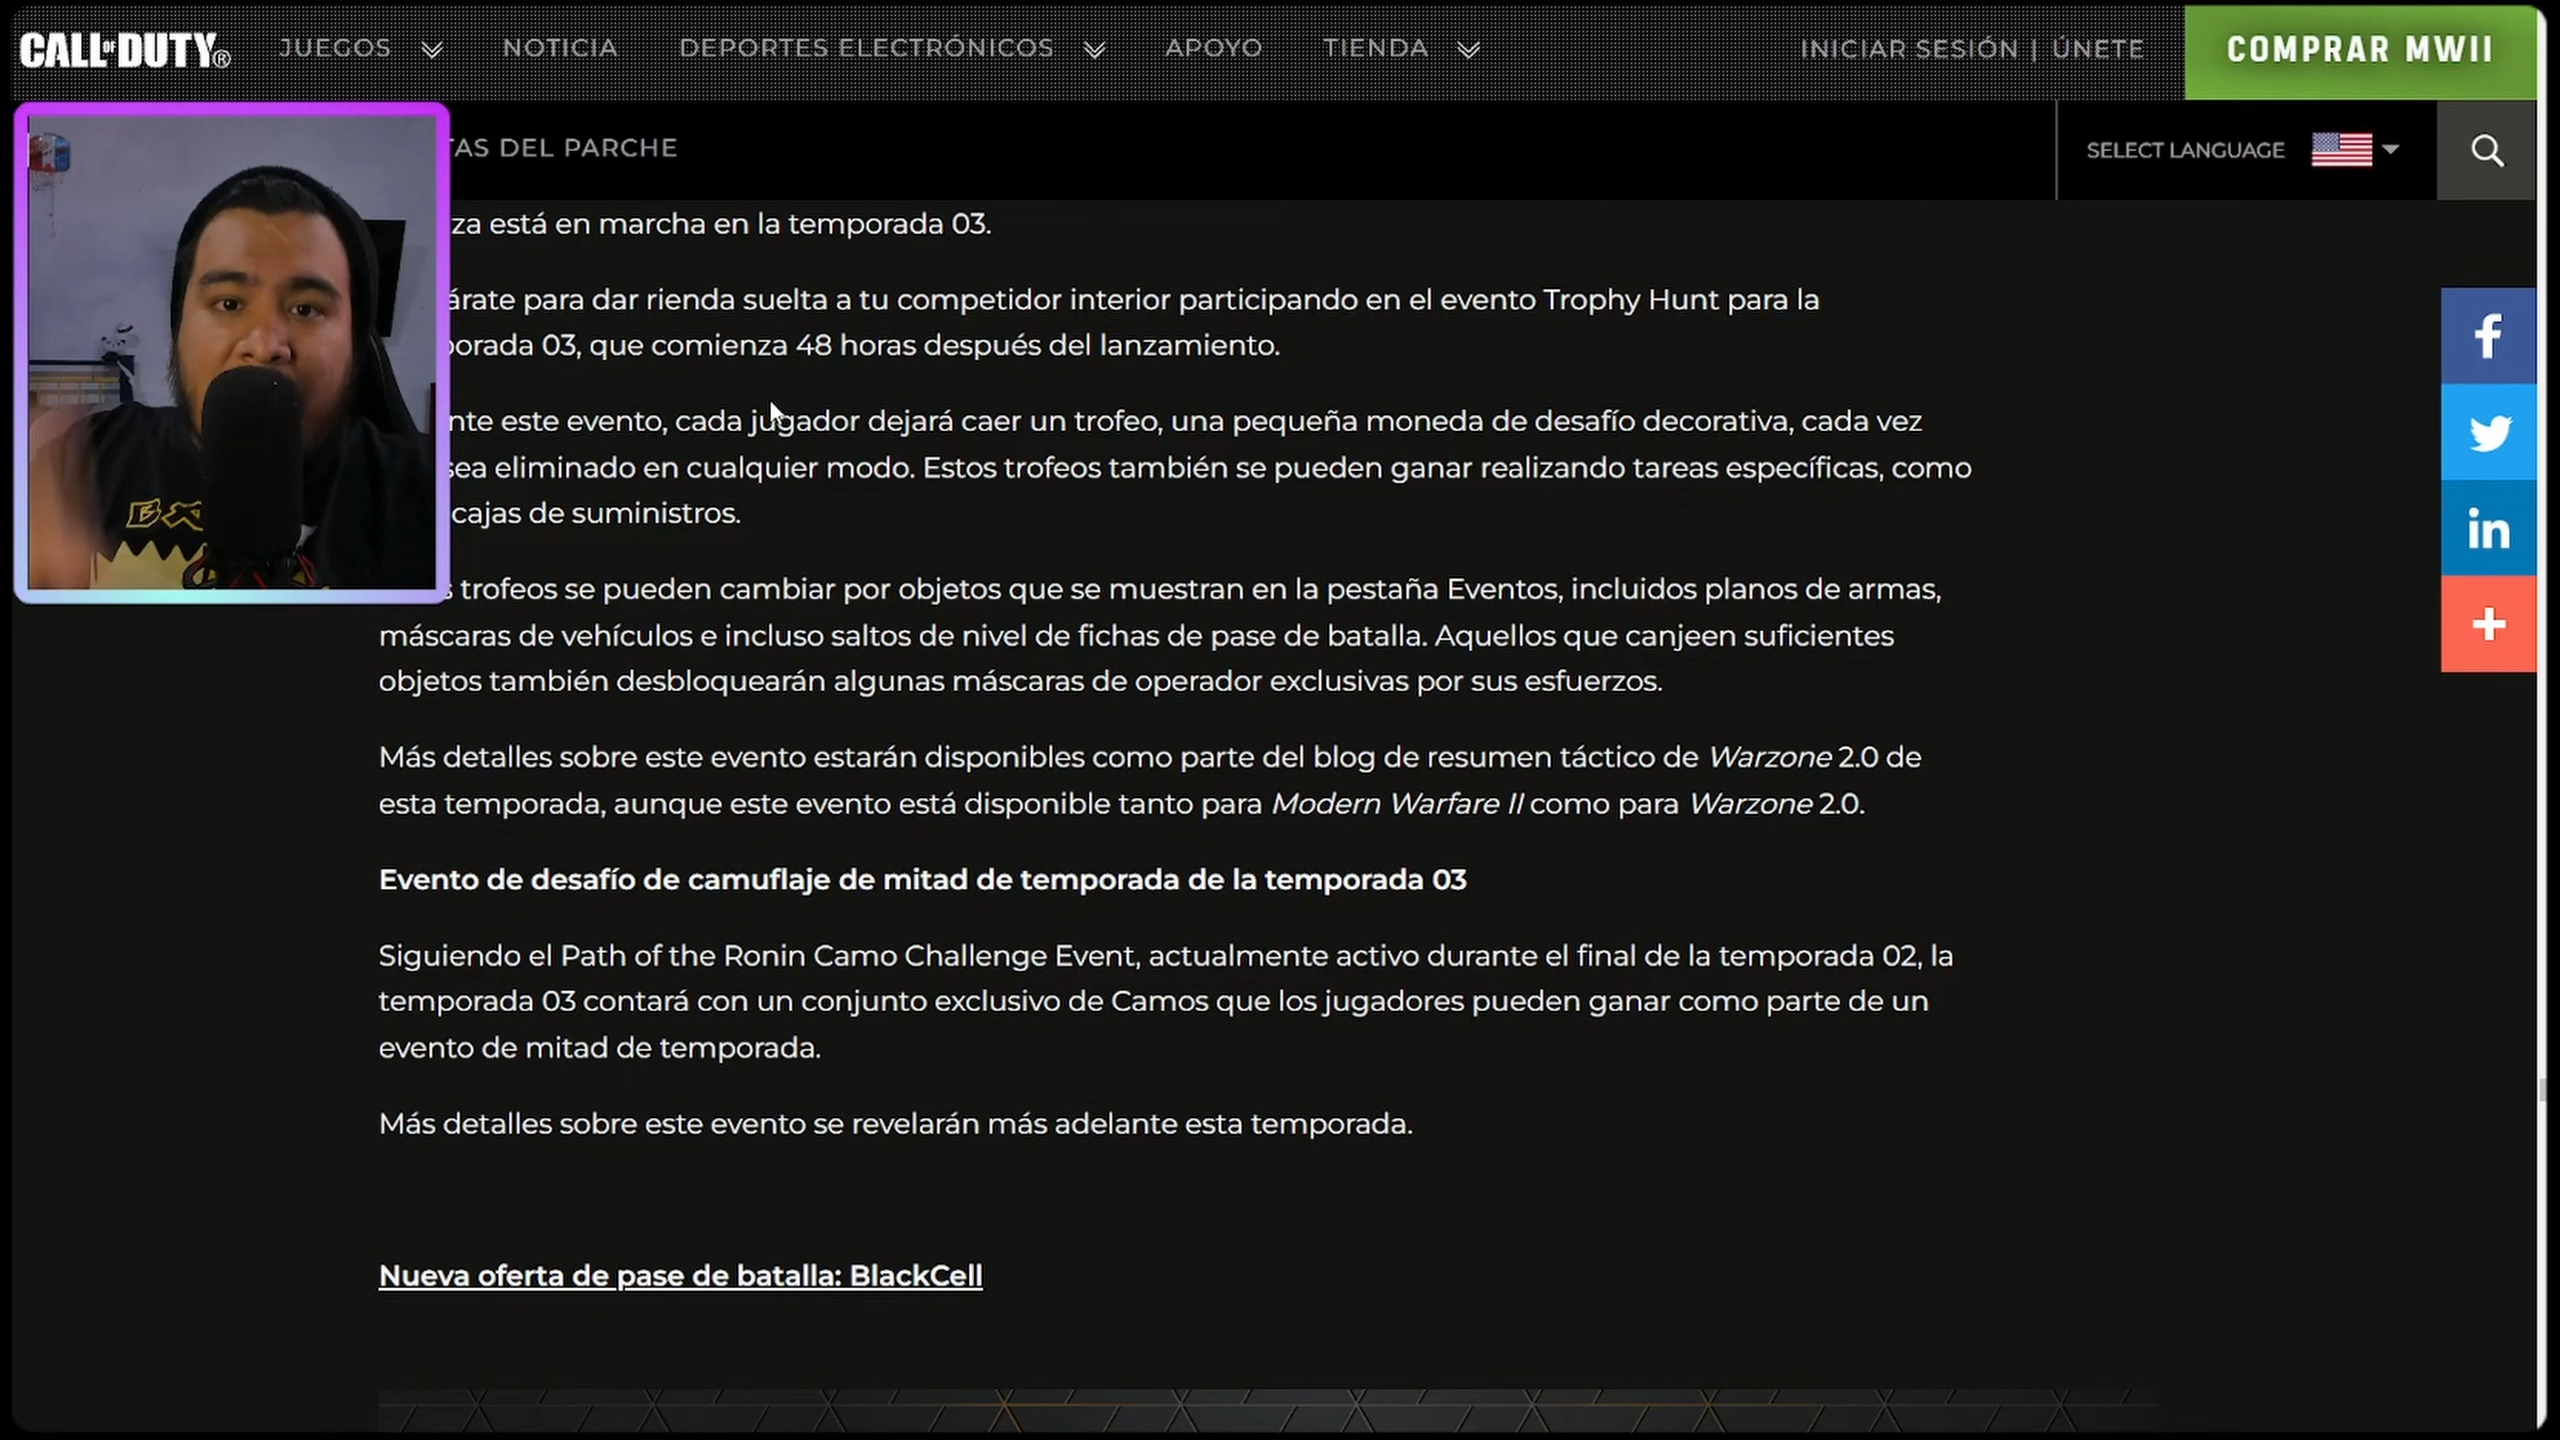 CALL OF DUTY®
JUEGOS
NOTICIA
DEPORTES ELECTRÓNICOS
APOYO
TIENDA
INICIAR SESIÓN | ÚNETE
COMPRAR MWII
TAS DEL PARCHE
SELECT LANGUAGE
za está en marcha en la temporada 03.
árate para dar rienda suelta a tu competidor interior participando en el evento Trophy Hunt para la
orada 03, que comienza 48 horas después del lanzamiento.
nte este evento, cada jugador dejará caer un trofeo, una pequeña moneda de desafío decorativa, cada vez
sea eliminado en cualquier modo. Estos trofeos también se pueden ganar realizando tareas específicas, como
cajas de suministros.
s trofeos se pueden cambiar por objetos que se muestran en la pestaña Eventos, incluidos planos de armas,
máscaras de vehículos e incluso saltos de nivel de fichas de pase de batalla. Aquellos que canjeen suficientes
objetos también desbloquearán algunas máscaras de operador exclusivas por sus esfuerzos.
Más detalles sobre este evento estarán disponibles como parte del blog de resumen táctico de Warzone 2.0 de
esta temporada, aunque este evento está disponible tanto para Modern Warfare II como para Warzone 2.0.
Evento de desafío de camuflaje de mitad de temporada de la temporada 03
Siguiendo el Path of the Ronin Camo Challenge Event, actualmente activo durante el final de la temporada 02, la
temporada 03 contará con un conjunto exclusivo de Camos que los jugadores pueden ganar como parte de un
evento de mitad de temporada.
Más detalles sobre este evento se revelarán más adelante esta temporada.
Nueva oferta de pase de batalla: BlackCell